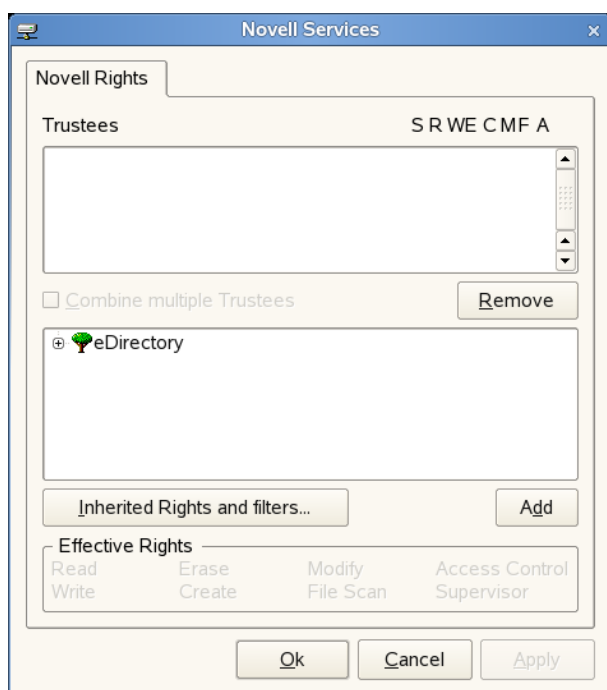 Novell Services
Novell Rights
Trustees S R WE C MF A
Combine multiple Trustees
Remove
eDirectory
Inherited Rights and filters...
Add
Effective Rights
Read Erase Modify Access Control
Write Create File Scan Supervisor
Ok Cancel Apply